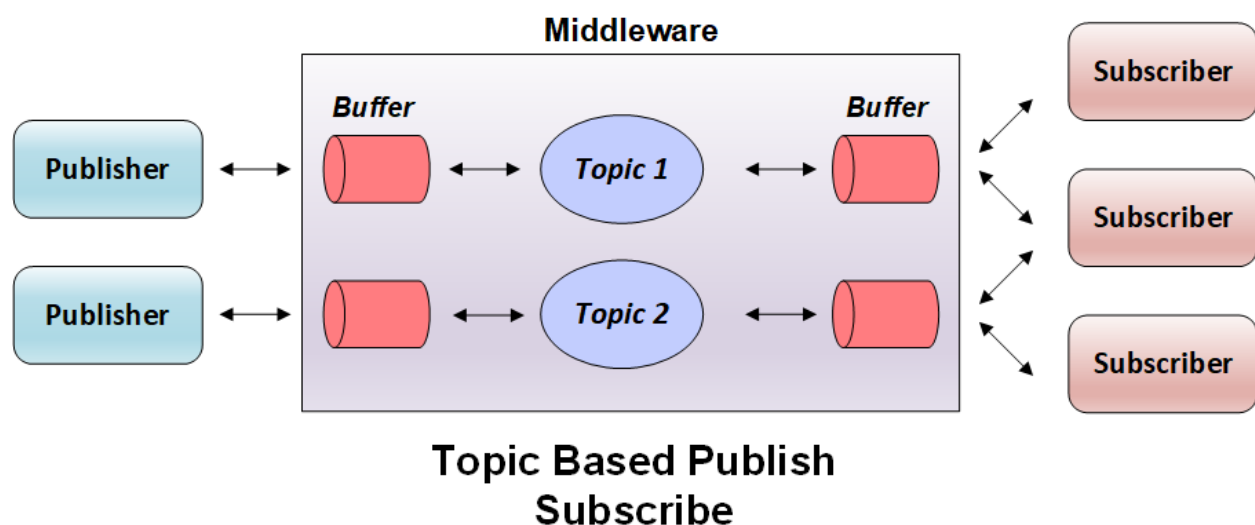 Middleware
Buffer
Buffer
Subscriber
Publisher
Topic 1
Subscriber
Publisher
Topic 2
Subscriber
Topic Based Publish
Subscribe